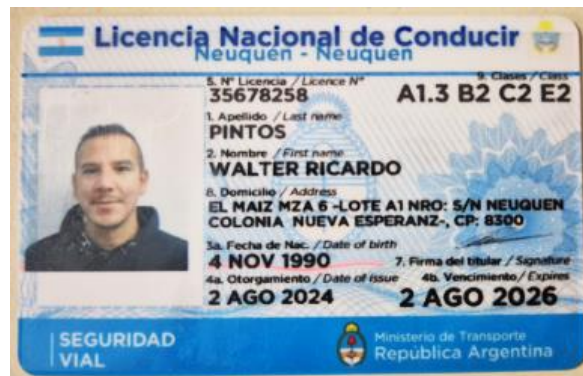 Licencia Nacional de Conducir
Neuquén - Neuquen
5. N° Licencia / Licence N°
9. Clases / Class
35678258
A1.3 B2 C2 E2
1. Apellido / Last name
PINTOS
2. Nombre / First name
WALTER RICARDO
8. Domicilio / Address
EL MAIZ MZA 6 -LOTE A1 NRO: S/N NEUQUEN
COLONIA NUEVA ESPERANZ-, CP: 8300
3a. Fecha de Nac. / Date of birth
4 NOV 1990
7. Firma del titular / Signature
4a. Otorgamiento / Date of issue
4b. Vencimiento / Expires
2 AGO 2024
2 AGO 2026
SEGURIDAD
VIAL
Ministerio de Transporte
República Argentina